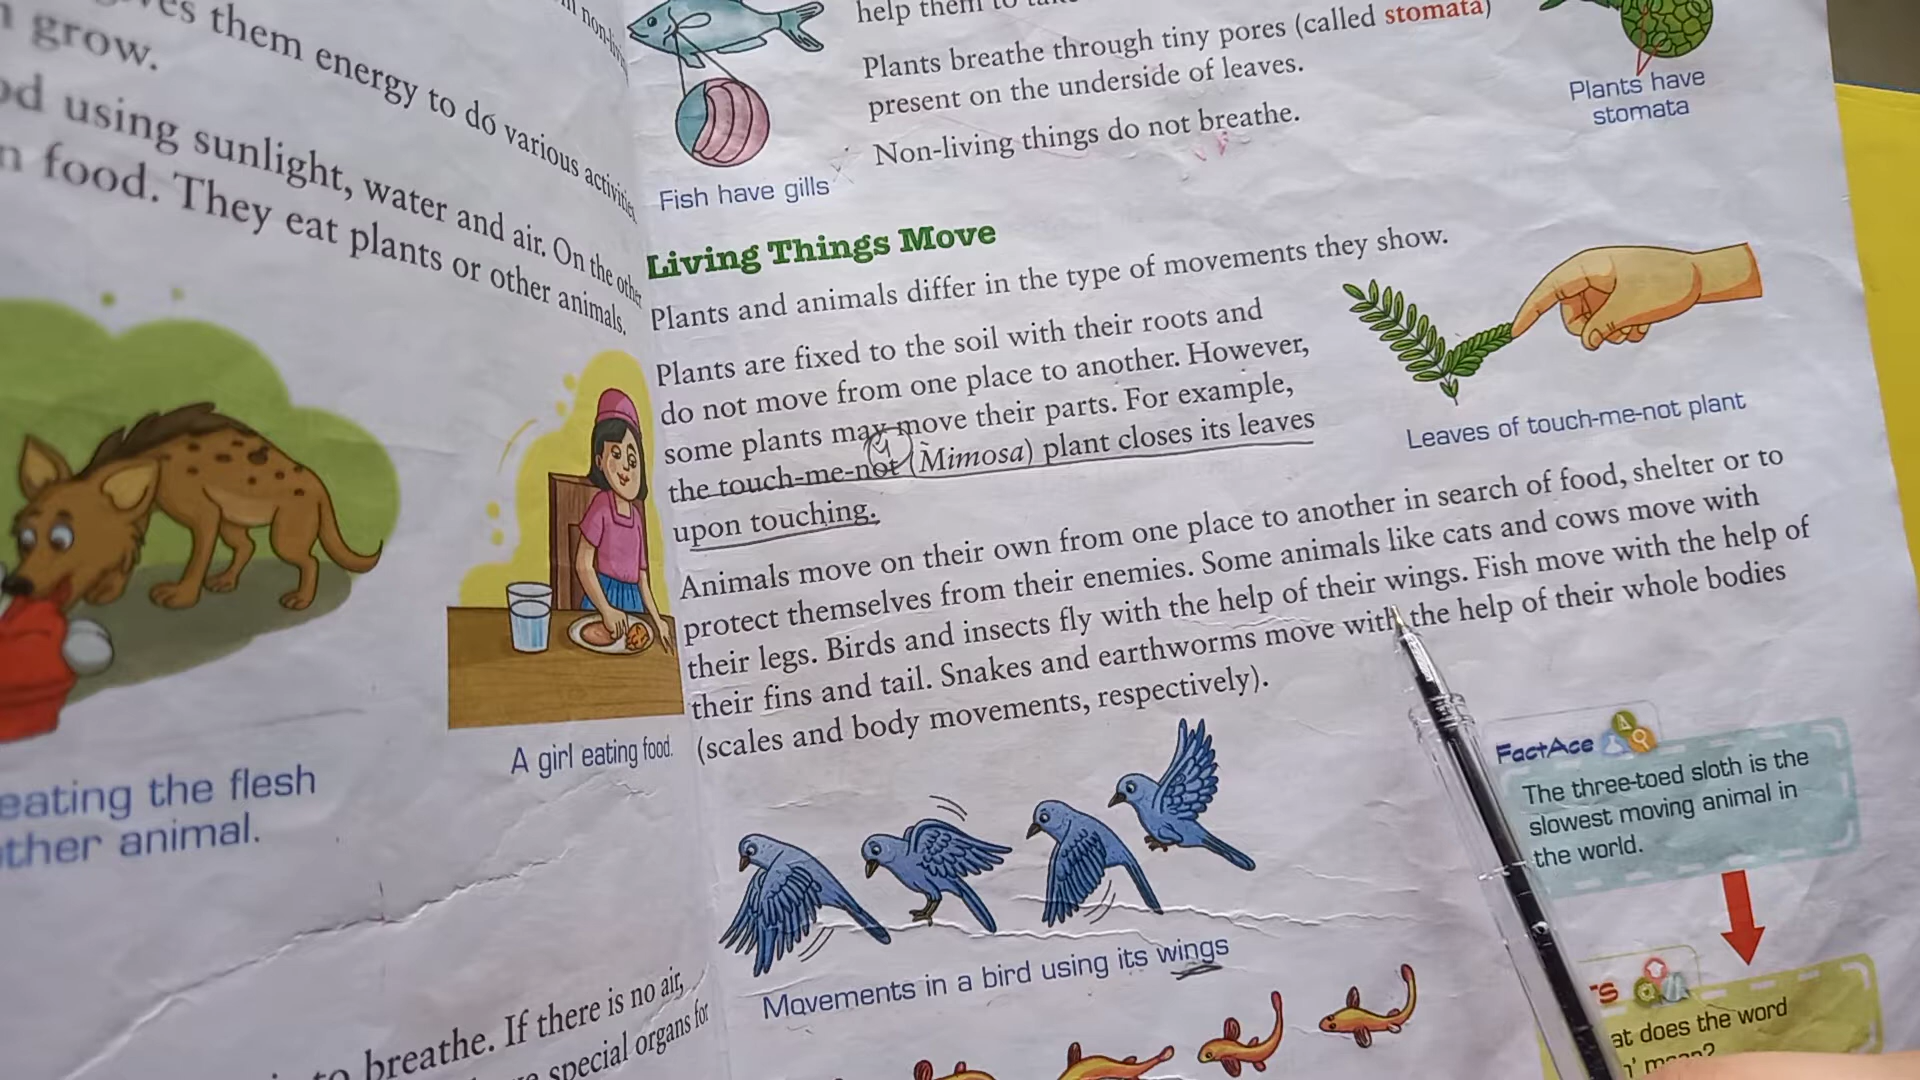 them energy to do various
grow.
using sunlight, water and air. On the
food. They eat plants or other animals.
A girl eating food.
eating the flesh
animal.
to breathe. If there is no air,
special organs for
help them to
Plants breathe through tiny pores (called stomata)
present on the underside of leaves.
Non-living things do not breathe.
Fish have gills
Plants have
stomata
Living Things Move
Plants and animals differ in the type of movements they show.
Plants are fixed to the soil with their roots and
do not move from one place to another. However,
some plants may move their parts. For example,
the touch-me-not (Mimosa) plant closes its leaves
upon touching.
Leaves of touch-me-not plant
Animals move on their own from one place to another in search of food, shelter or to
protect themselves from their enemies. Some animals like cats and cows move with
their legs. Birds and insects fly with the help of their wings. Fish move with the help of
their fins and tail. Snakes and earthworms move with the help of their whole bodies
(scales and body movements, respectively).
Movements in a bird using its wings
FactAce
The three-toed sloth is the
slowest moving animal in
the world.
does the word